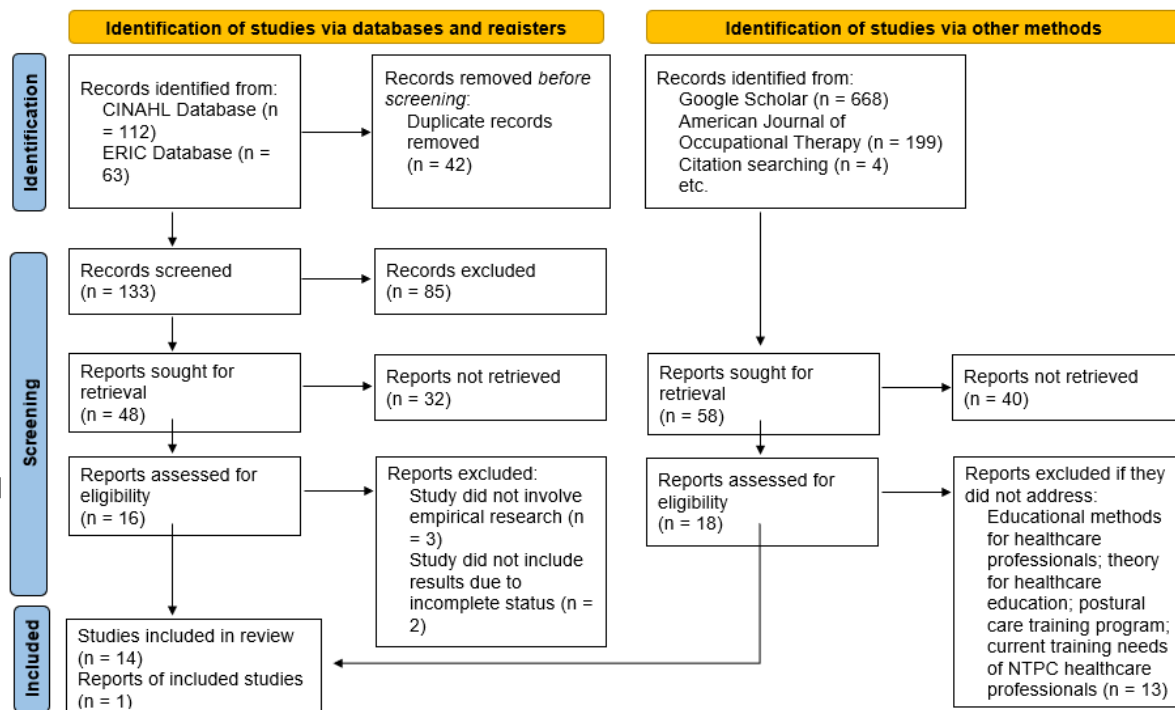 Identification of studies via databases and registers
Identification of studies via other methods
Identification
Records identified from:
CINAHL Database (n
= 112)
ERIC Database (n =
63)
Records removed before
screening:
Duplicate records
removed
(n = 42)
Records identified from:
Google Scholar (n = 668)
American Journal of
Occupational Therapy (n = 199)
Citation searching (n = 4)
etc.
Screening
Records screened
(n = 133)
Records excluded
(n = 85)
Reports sought for
retrieval
(n = 48)
Reports not retrieved
(n = 32)
Reports sought for
retrieval
(n = 58)
Reports not retrieved
(n = 40)
Reports assessed for
eligibility
(n = 16)
Reports excluded:
Study did not involve
empirical research (n
= 3)
Study did not include
results due to
incomplete status (n =
2)
Reports assessed for
eligibility
(n = 18)
Reports excluded if they
did not address:
Educational methods
for healthcare
professionals; theory
for healthcare
education; postural
care training program;
current training needs
of NTPC healthcare
professionals (n = 13)
Included
Studies included in review
(n = 14)
Reports of included studies
(n = 1)